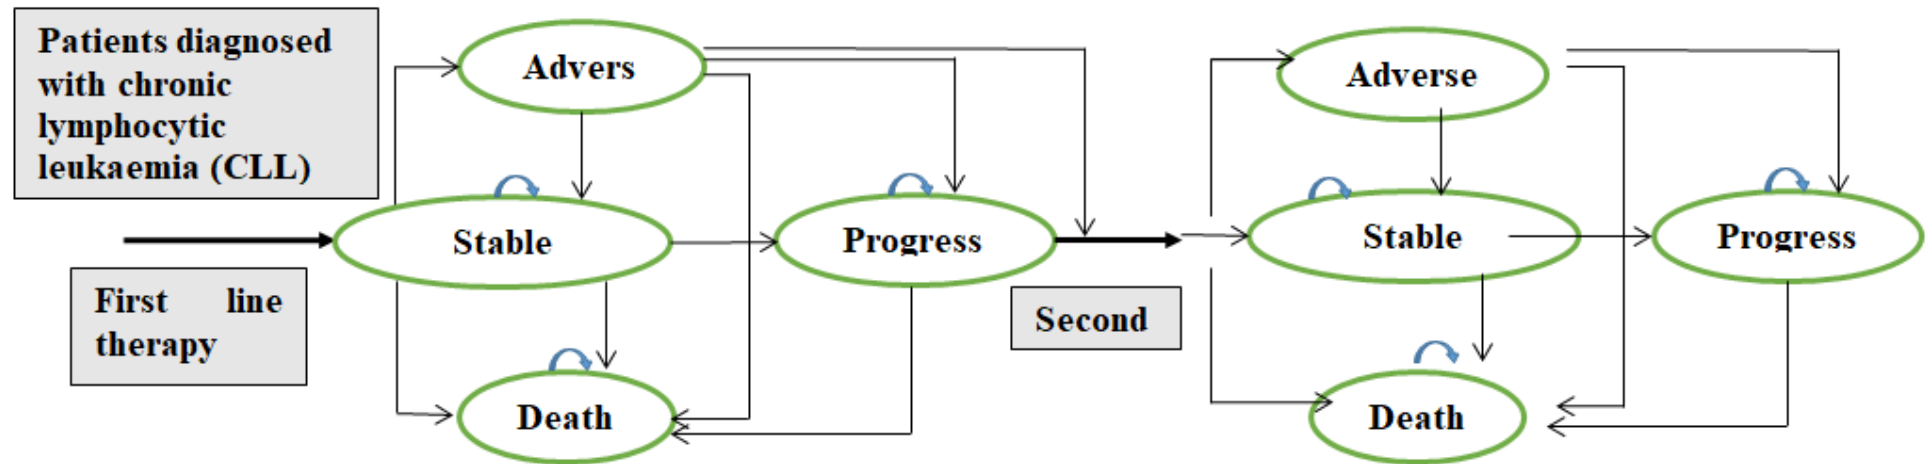 Patients diagnosed
with chronic
lymphocytic
leukaemia (CLL)
First line
therapy
Advers
Stable
Progress
Death
Second
Adverse
Stable
Progress
Death